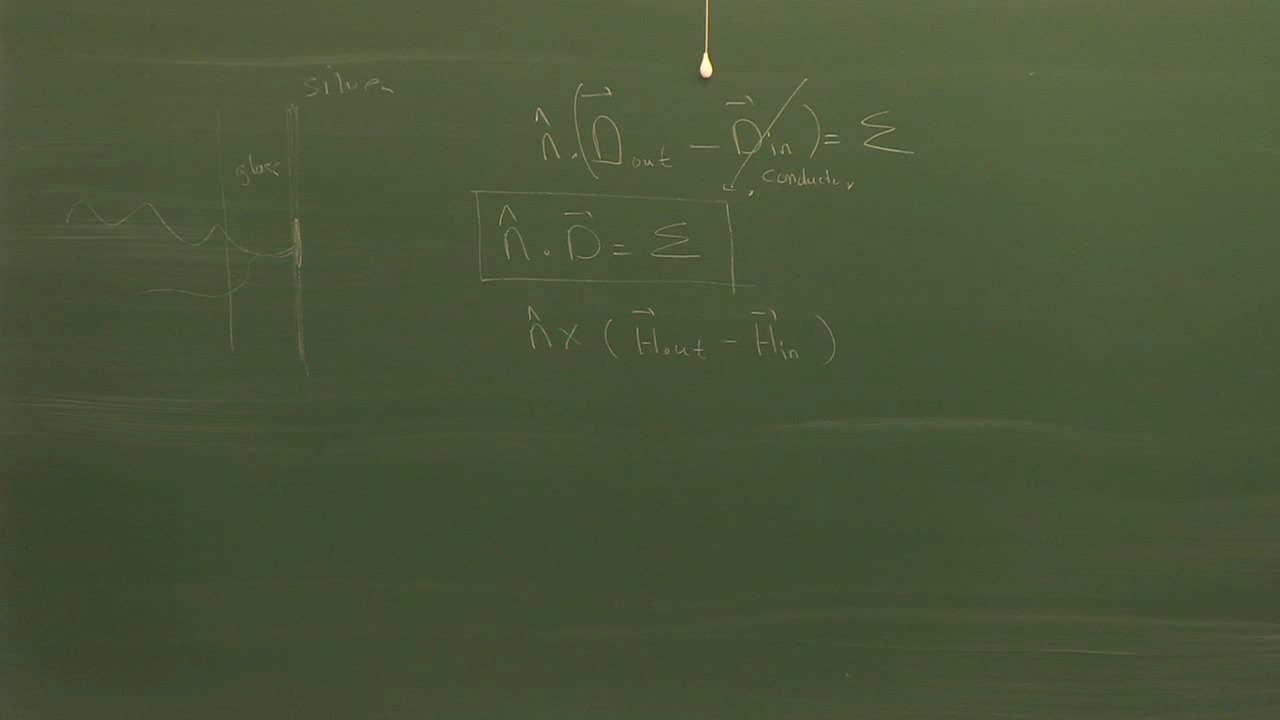 silver
glass
n̂ · (D⃗out − D⃗in) = Σ
conductor
n̂ · D⃗ = Σ
n̂ × (H⃗out − H⃗in)